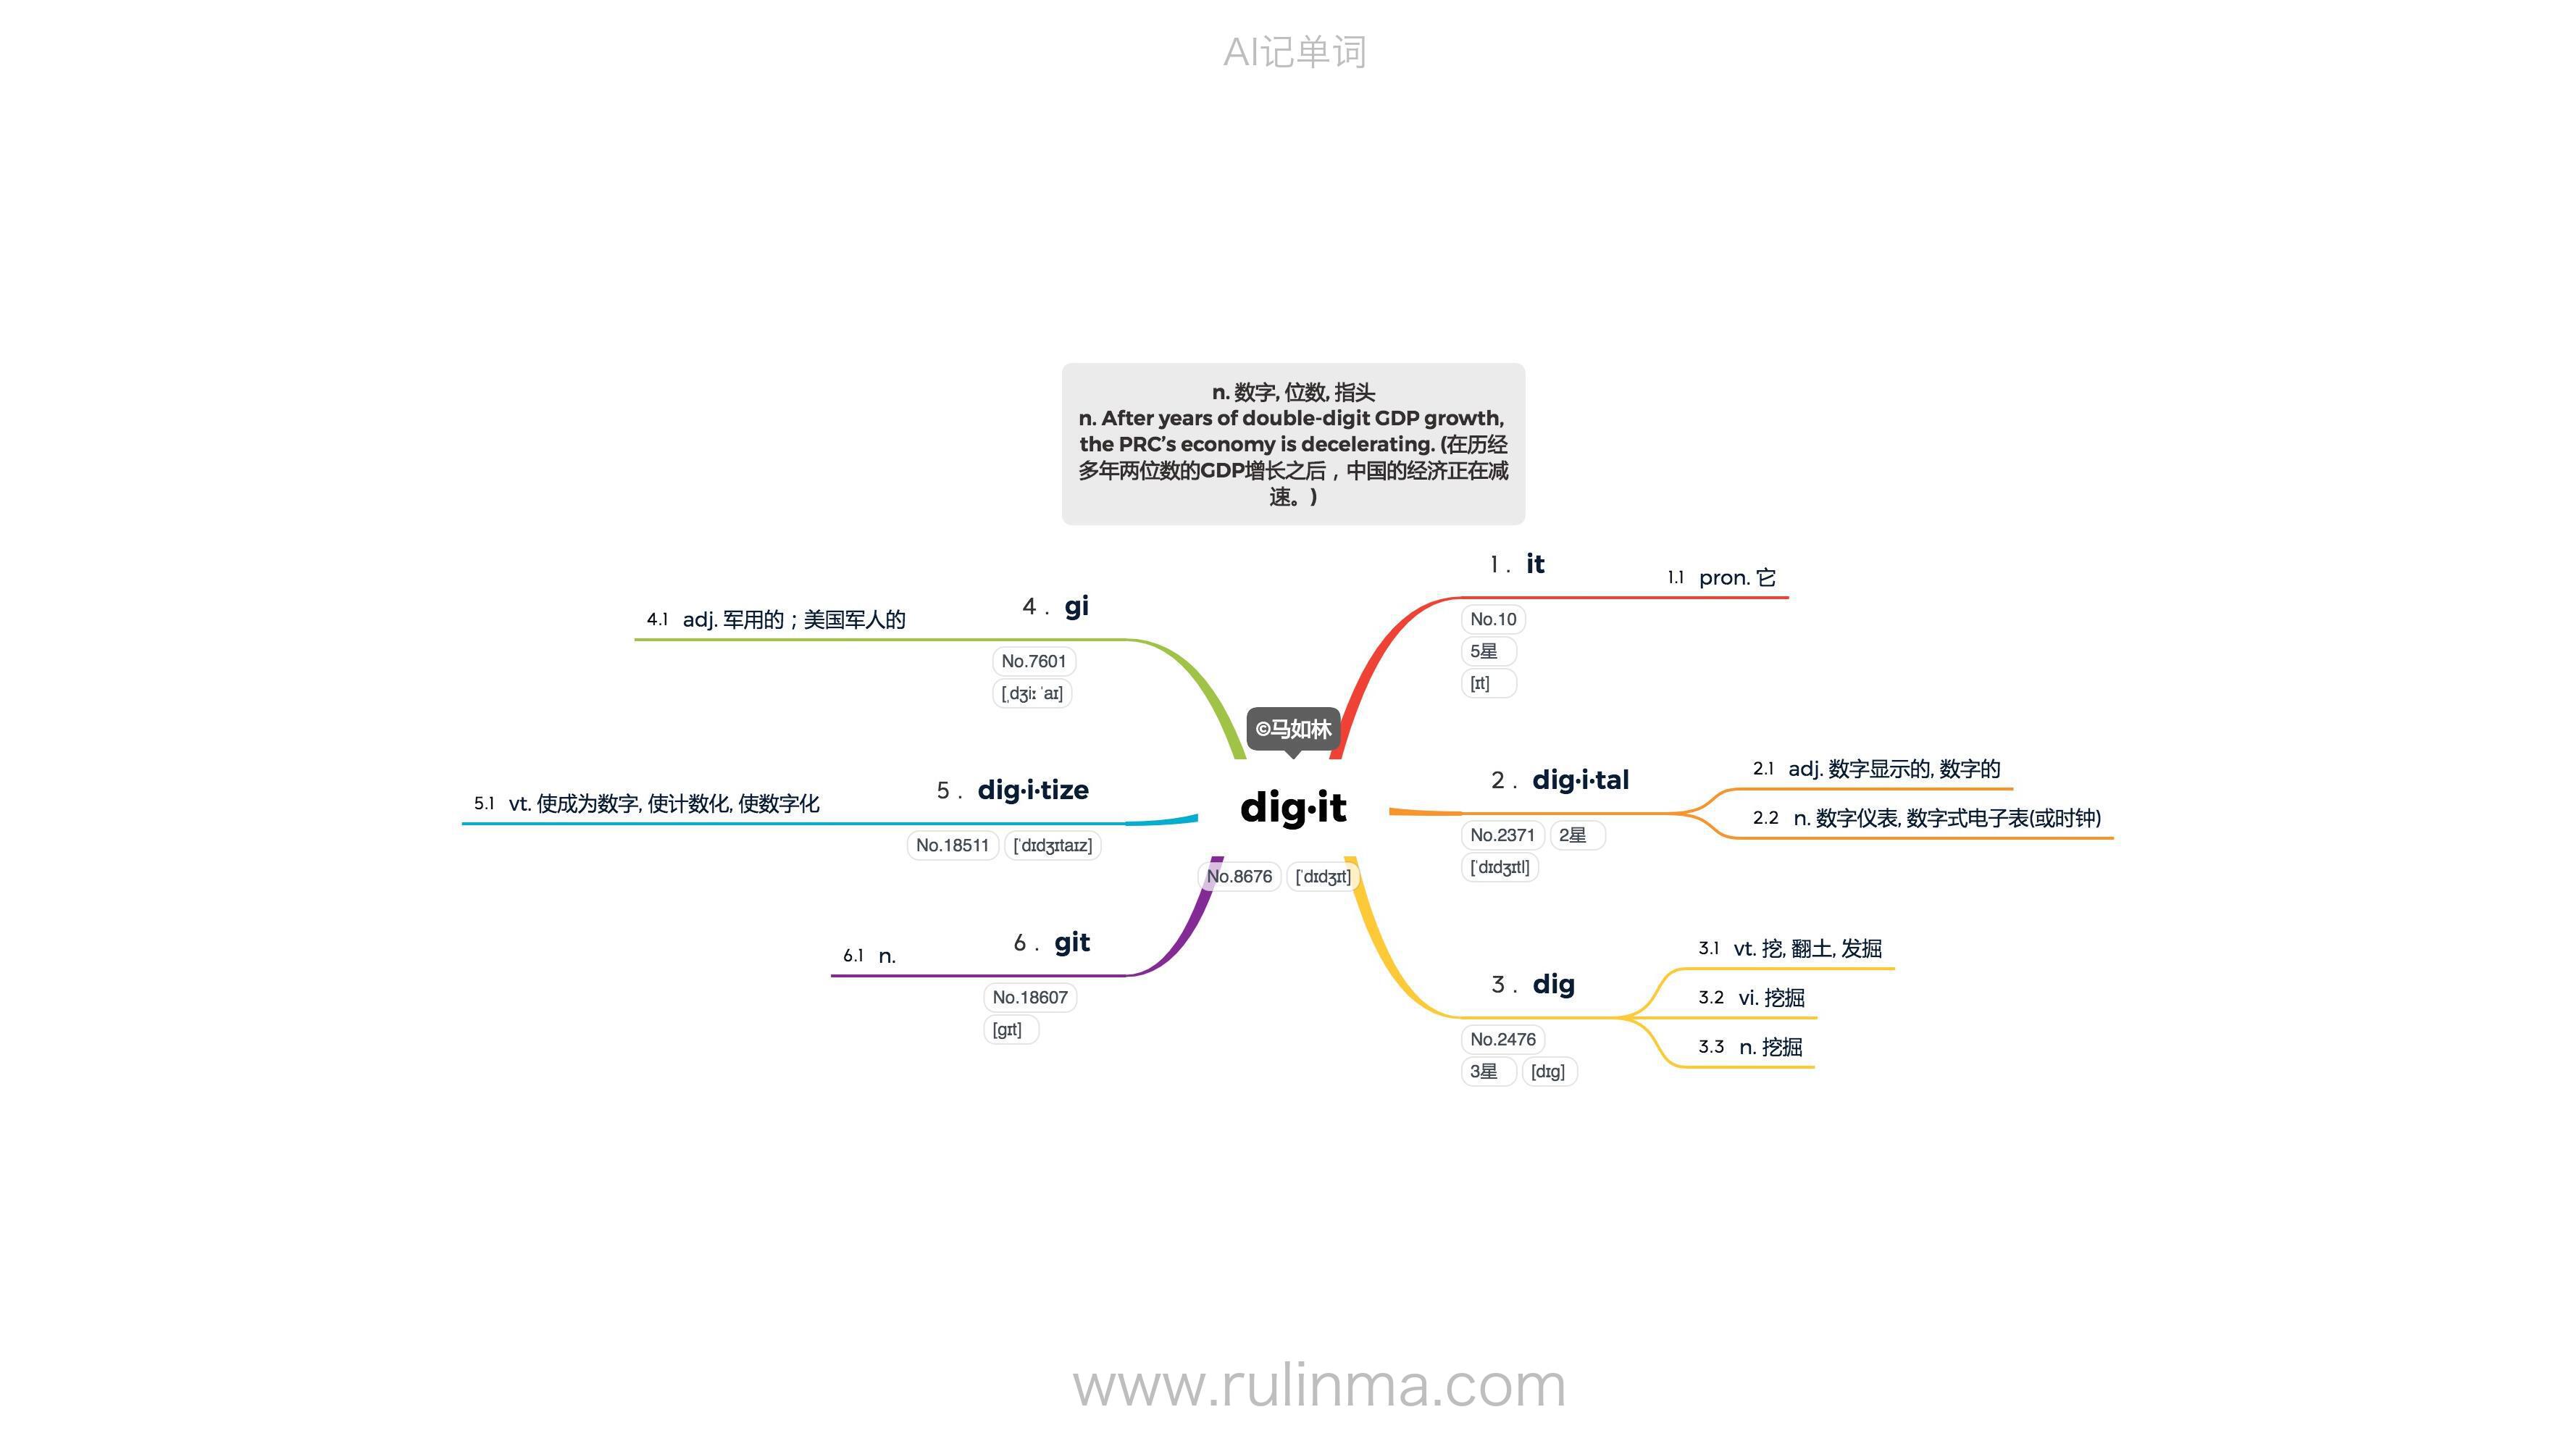 AI记单词
n. 数字, 位数, 指头
n. After years of double-digit GDP growth,
the PRC’s economy is decelerating. (在历经
多年两位数的GDP增长之后，中国的经济正在减
速。)
©马如林
dig·it
No.8676 [ˈdɪdʒɪt]
1 . it
1.1 pron. 它
No.10
5星
[ɪt]
2 . dig·i·tal
2.1 adj. 数字显示的, 数字的
2.2 n. 数字仪表, 数字式电子表(或时钟)
No.2371 2星
[ˈdɪdʒɪtl]
3 . dig
3.1 vt. 挖, 翻土, 发掘
3.2 vi. 挖掘
3.3 n. 挖掘
No.2476
3星 [dɪg]
4 . gi
4.1 adj. 军用的；美国军人的
No.7601
[ˌdʒiː ˈaɪ]
5 . dig·i·tize
5.1 vt. 使成为数字, 使计数化, 使数字化
No.18511 [ˈdɪdʒɪtaɪz]
6 . git
6.1 n.
No.18607
[gɪt]
www.rulinma.com